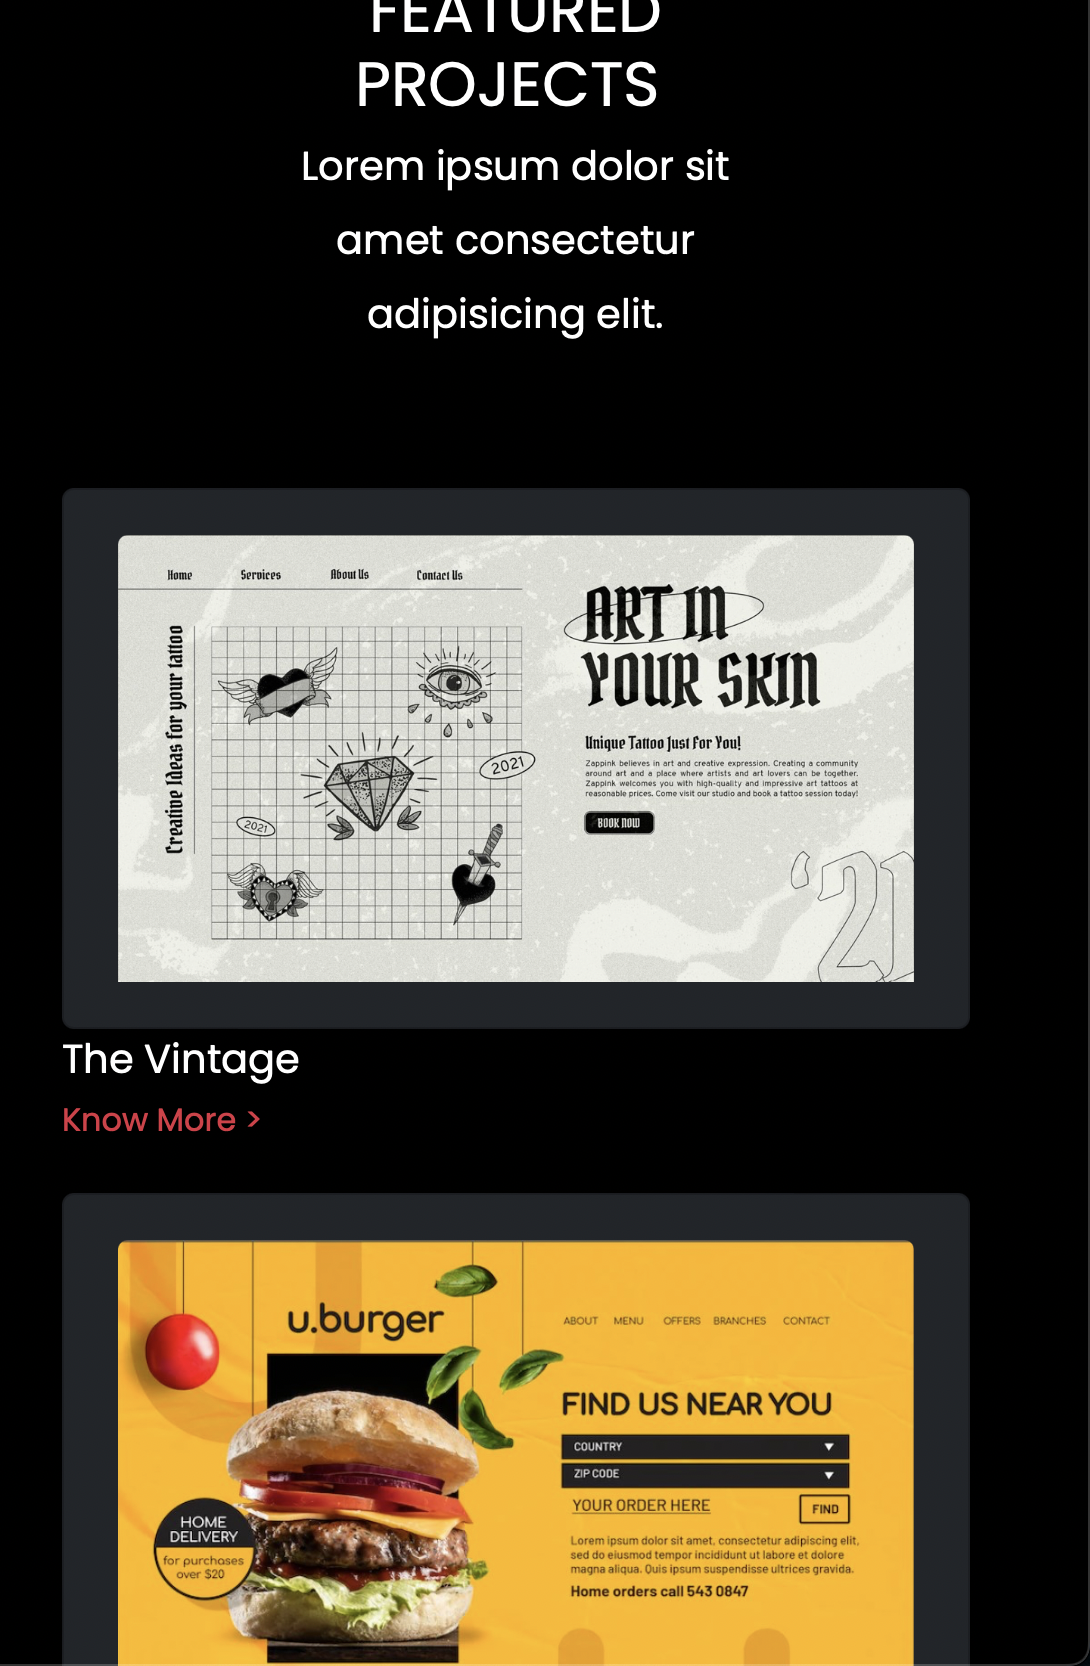 FEATURED
PROJECTS
Lorem ipsum dolor sit
amet consectetur
adipisicing elit.
Home Services About Us Contact Us
Creative Ideas for your tattoo
2021
2021
ART IN
YOUR SKIN
Unique Tattoo Just For You!
Zappink believes in art and creative expression. Creating a community
around art and a place where artists and art lovers can be together.
Zappink welcomes you with high-quality and impressive art tattoos at
reasonable prices. Come visit our studio and book a tattoo session today!
BOOK NOW
‘21
The Vintage
Know More >
u.burger
ABOUT MENU OFFERS BRANCHES CONTACT
FIND US NEAR YOU
COUNTRY
ZIP CODE
YOUR ORDER HERE
FIND
HOME
DELIVERY
for purchases
over $20
Lorem ipsum dolor sit amet, consectetur adipiscing elit,
sed do eiusmod tempor incididunt ut labore et dolore
magna aliqua. Quis ipsum suspendisse ultrices gravida.
Home orders call 543 0847